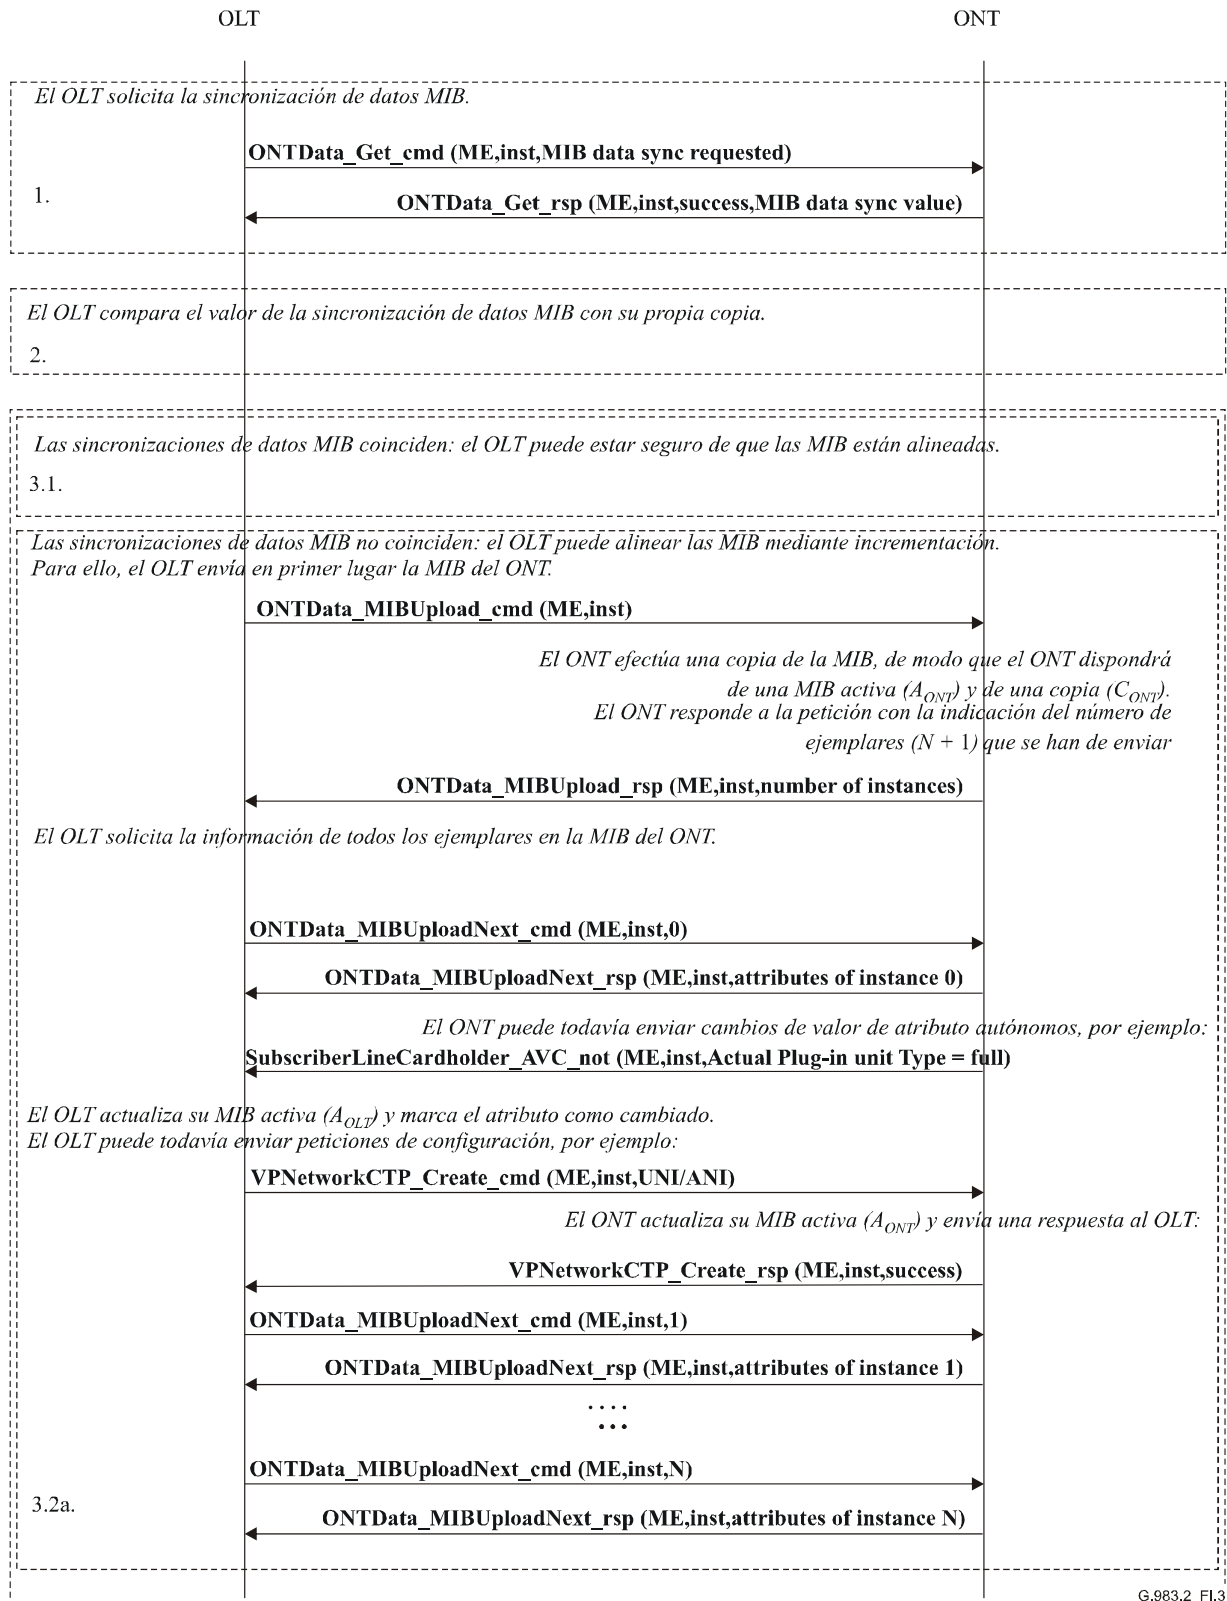 OLT
ONT
El OLT solicita la sincronización de datos MIB.
ONTData_Get_cmd (ME,inst,MIB data sync requested)
1.
ONTData_Get_rsp (ME,inst,success,MIB data sync value)
El OLT compara el valor de la sincronización de datos MIB con su propia copia.
2.
Las sincronizaciones de datos MIB coinciden: el OLT puede estar seguro de que las MIB están alineadas.
3.1.
Las sincronizaciones de datos MIB no coinciden: el OLT puede alinear las MIB mediante incrementación.
Para ello, el OLT envía en primer lugar la MIB del ONT.
ONTData_MIBUpload_cmd (ME,inst)
El ONT efectúa una copia de la MIB, de modo que el ONT dispondrá
de una MIB activa (A_ONT) y de una copia (C_ONT).
El ONT responde a la petición con la indicación del número de
ejemplares (N + 1) que se han de enviar
ONTData_MIBUpload_rsp (ME,inst,number of instances)
El OLT solicita la información de todos los ejemplares en la MIB del ONT.
ONTData_MIBUploadNext_cmd (ME,inst,0)
ONTData_MIBUploadNext_rsp (ME,inst,attributes of instance 0)
El ONT puede todavía enviar cambios de valor de atributo autónomos, por ejemplo:
SubscriberLineCardholder_AVC_not (ME,inst,Actual Plug-in unit Type = full)
El OLT actualiza su MIB activa (A_OLT) y marca el atributo como cambiado.
El OLT puede todavía enviar peticiones de configuración, por ejemplo:
VPNetworkCTP_Create_cmd (ME,inst,UNI/ANI)
El ONT actualiza su MIB activa (A_ONT) y envía una respuesta al OLT:
VPNetworkCTP_Create_rsp (ME,inst,success)
ONTData_MIBUploadNext_cmd (ME,inst,1)
ONTData_MIBUploadNext_rsp (ME,inst,attributes of instance 1)
....
...
ONTData_MIBUploadNext_cmd (ME,inst,N)
3.2a.
ONTData_MIBUploadNext_rsp (ME,inst,attributes of instance N)
G.983.2_FI.3